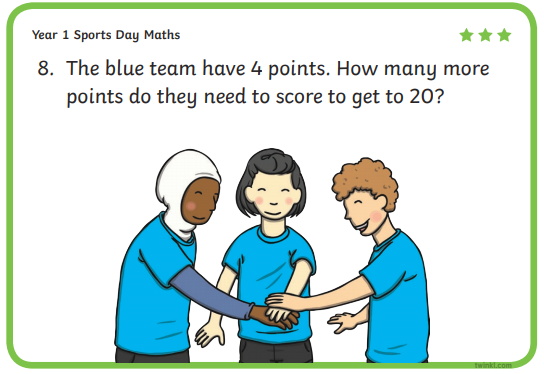 Year 1 Sports Day Maths
8. The blue team have 4 points. How many more
points do they need to score to get to 20?
twinkl.com